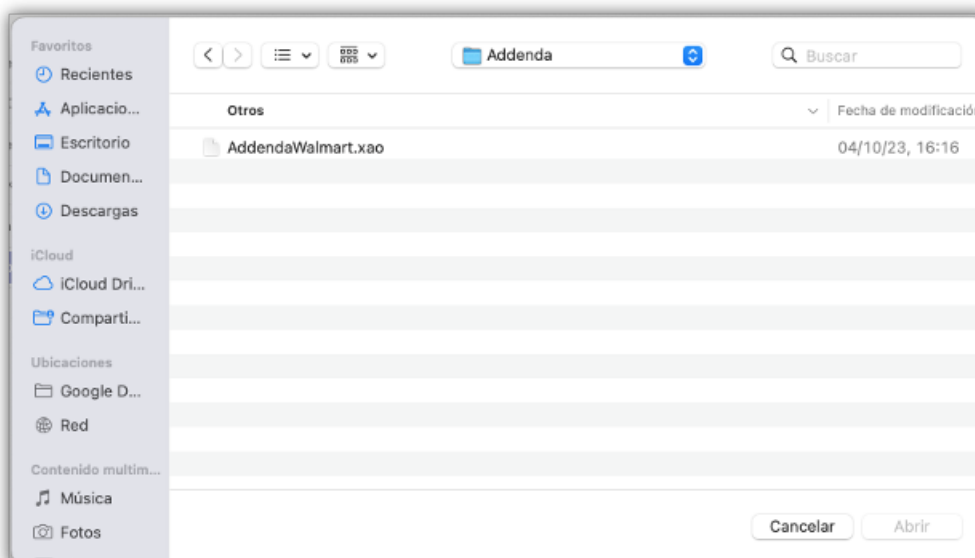 Favoritos
Recientes
Aplicacio...
Escritorio
Documen...
Descargas
iCloud
iCloud Dri...
Comparti...
Ubicaciones
Google D...
Red
Contenido multim...
Música
Fotos
Addenda
Buscar
Otros
Fecha de modificación
AddendaWalmart.xao
04/10/23, 16:16
Cancelar
Abrir